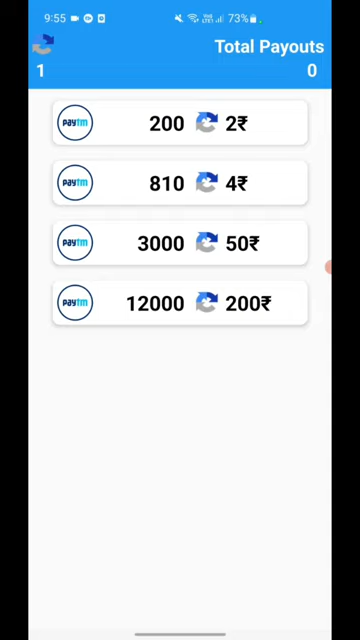 9:55 73%
Total Payouts
1 0
paytm 200 2₹
paytm 810 4₹
paytm 3000 50₹
paytm 12000 200₹